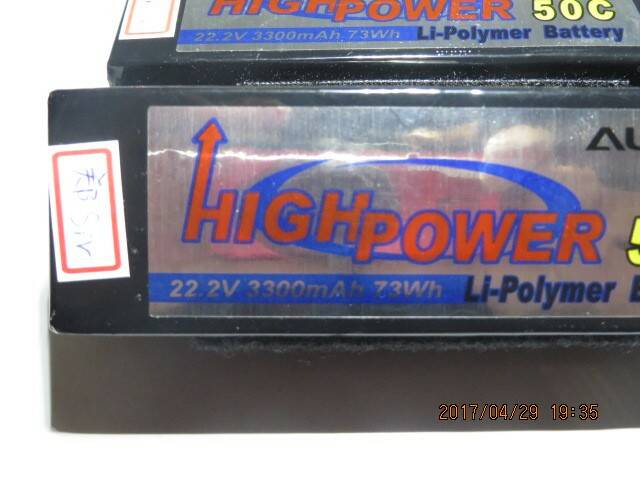 HIGHPOWER 50C
22.2V 3300mAh 73Wh Li-Polymer Battery
AU
HIGHPOWER 5
22.2V 3300mAh 73Wh Li-Polymer B
2017/04/29 19:35